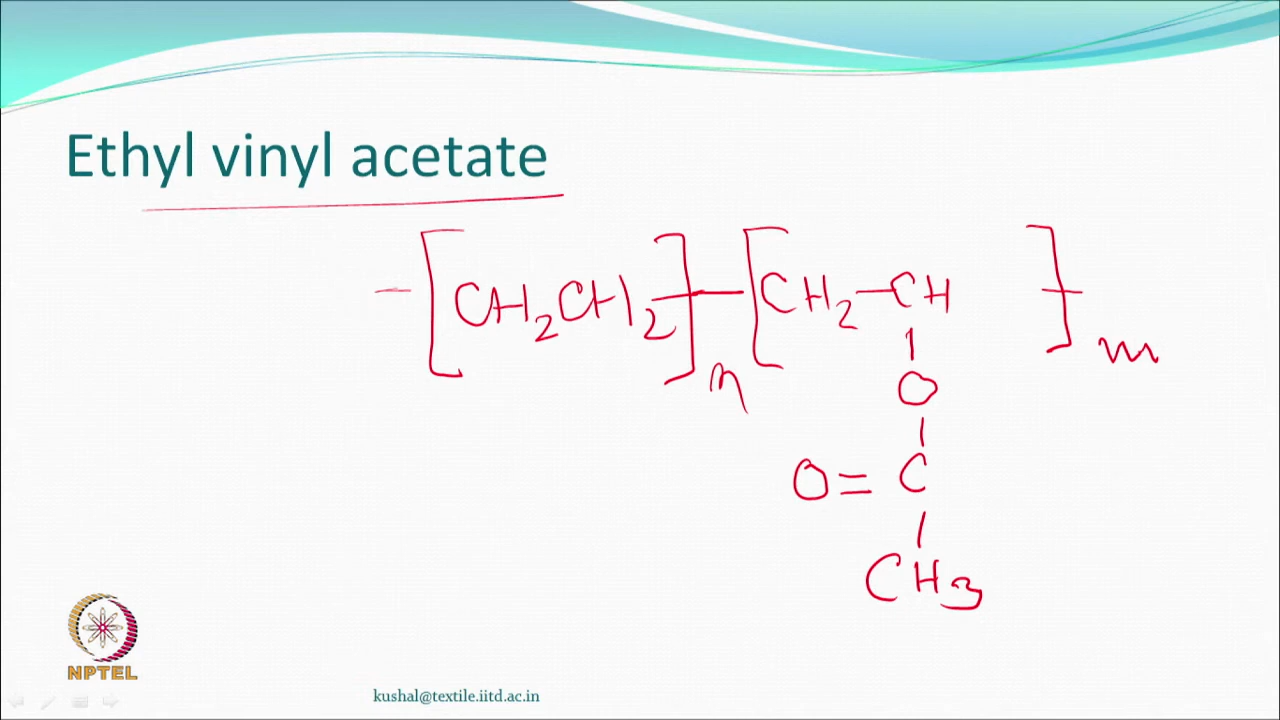 Ethyl vinyl acetate
-[CH2CH2]n-[CH2-CH]m
O
O=C
CH3
NPTEL
kushal@textile.iitd.ac.in